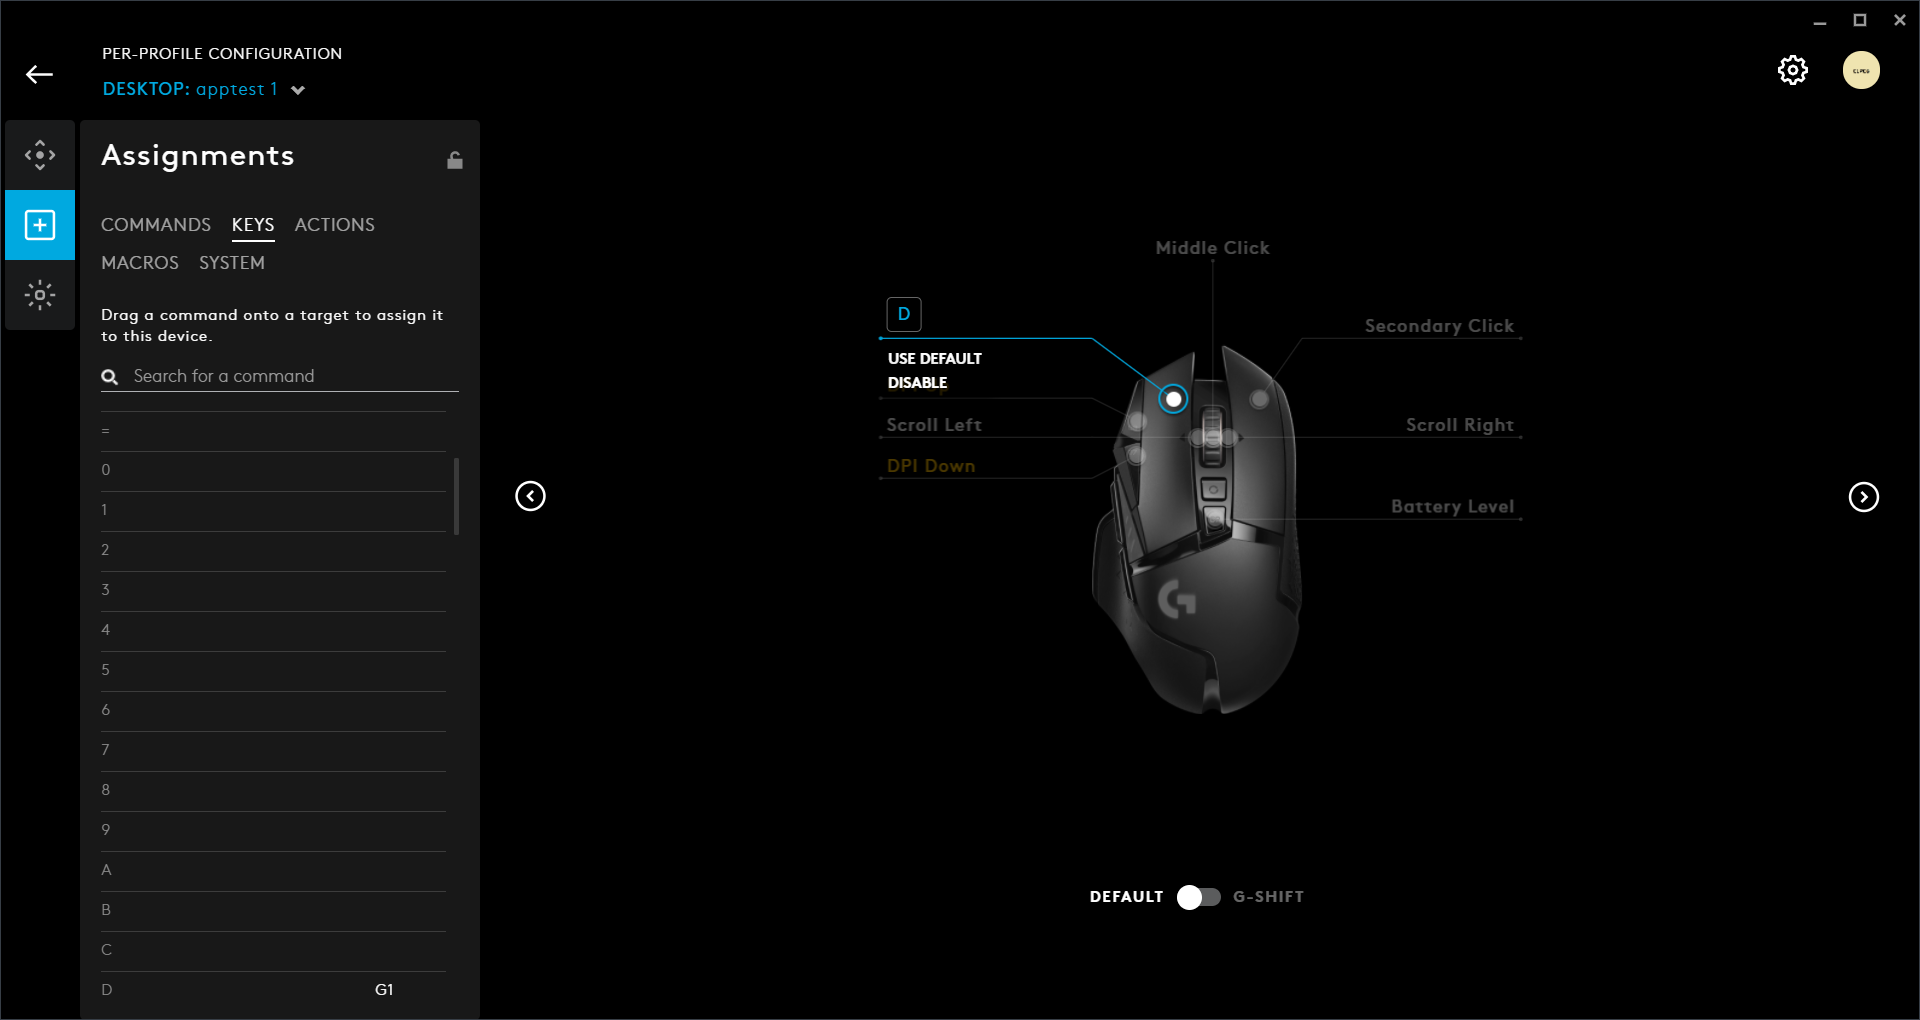 PER-PROFILE CONFIGURATION
DESKTOP: apptest 1
Assignments
COMMANDS KEYS ACTIONS
MACROS SYSTEM
Drag a command onto a target to assign it
to this device.
Search for a command
=
0
1
2
3
4
5
6
7
8
9
A
B
C
D G1
Middle Click
D
Secondary Click
USE DEFAULT
DISABLE
Scroll Left
Scroll Right
DPI Down
Battery Level
G
DEFAULT G-SHIFT